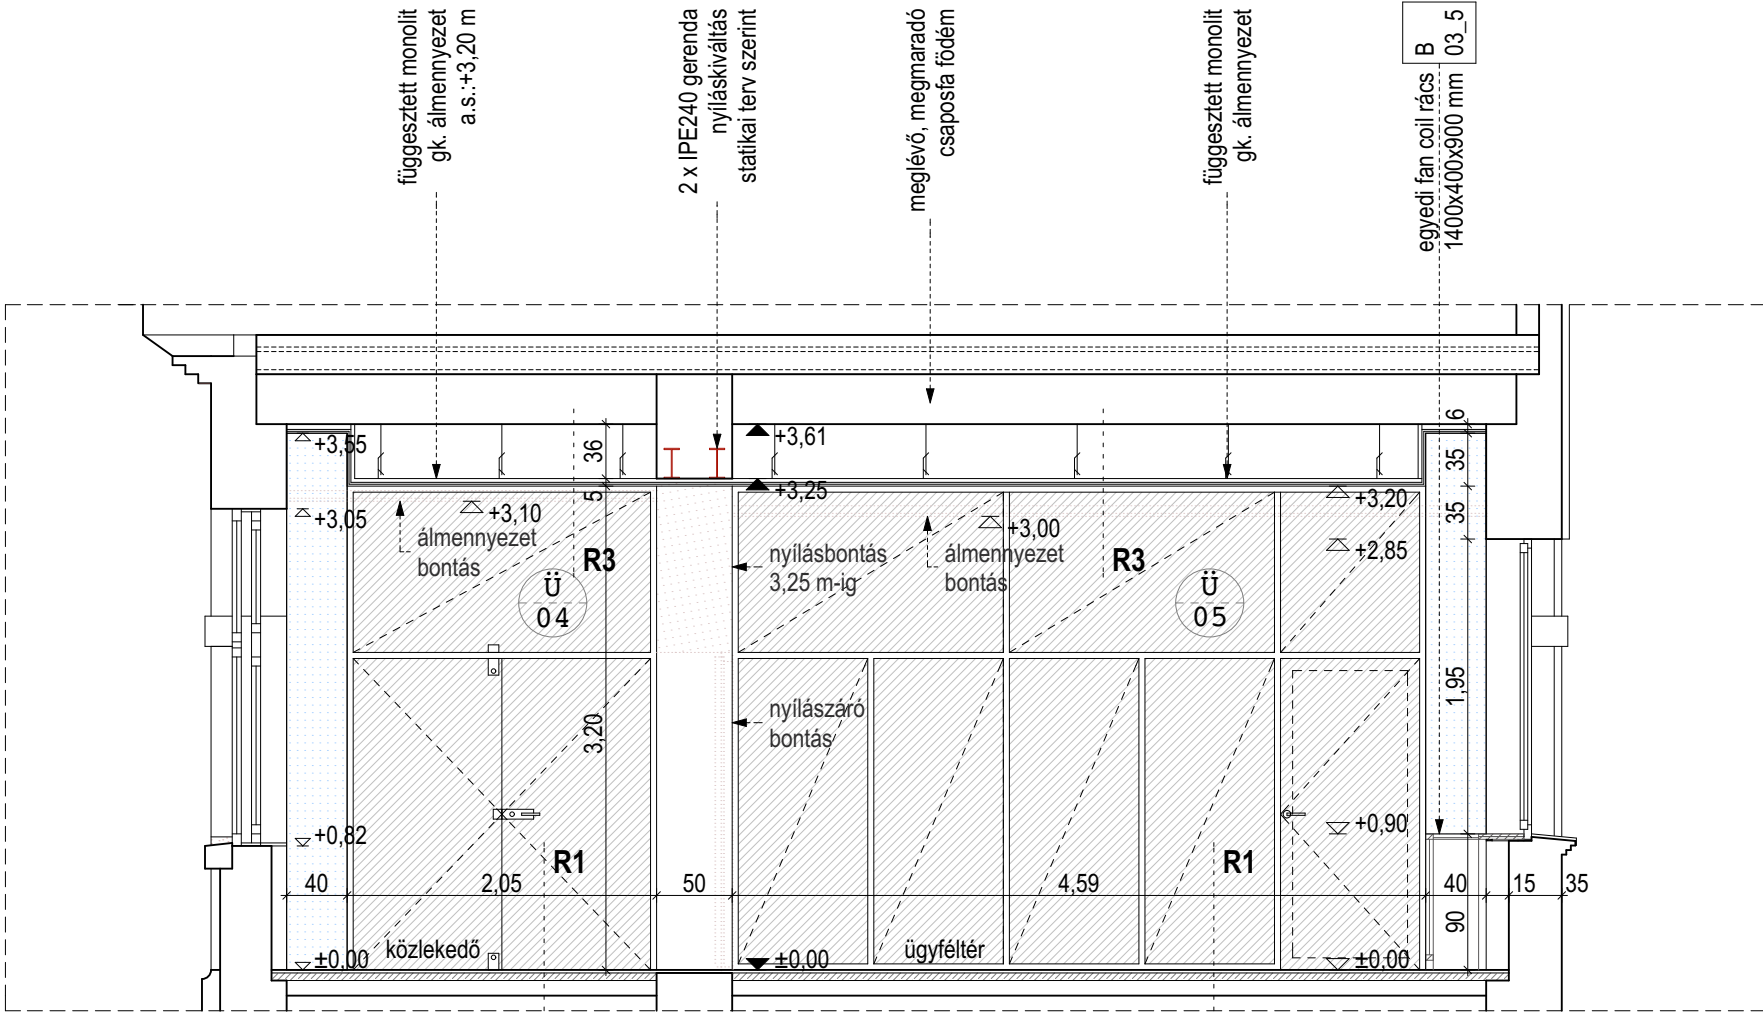 függesztett monolit
gk. álmennyezet
a.s.:+3,20 m
2 x IPE240 gerenda
nyíláskiváltás
statikai terv szerint
meglévő, megmaradó
csaposfa födém
függesztett monolit
gk. álmennyezet
B
03_5
egyedi fan coil rács
1400x400x900 mm
+3,55
36
+3,61
6
35
5
+3,25
+3,05
+3,10
+3,00
+3,20
35
+2,85
álmennyezet
bontás
R3
nyílásbontás
3,25 m-ig
álmennyezet
bontás
R3
Ü
04
Ü
05
3,20
nyílászáró
bontás
1,95
+0,82
+0,90
R1
R1
40
2,05
50
4,59
40
15
35
90
±0,00
közlekedő
±0,00
ügyféltér
±0,00